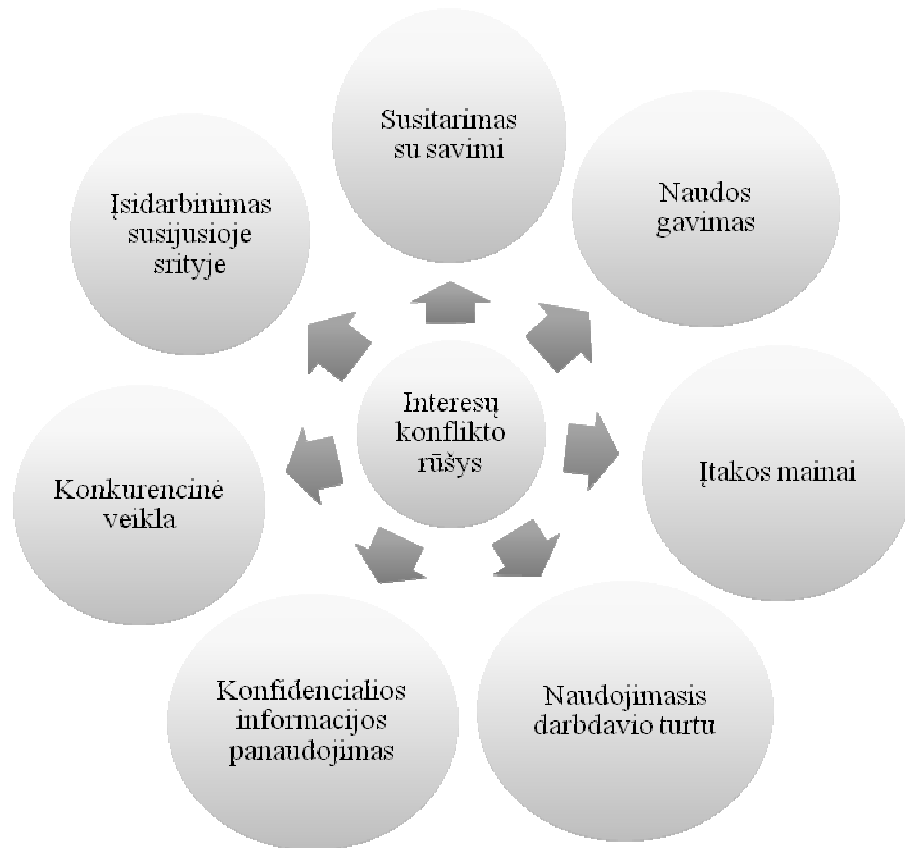 Susitarimas
su savimi
Naudos
gavimas
Įtakos mainai
Naudojimasis
darbdavio turtu
Konfidencialios
informacijos
panaudojimas
Konkurencinė
veikla
Įsidarbinimas
susijusioje
srityje
Interesų
konflikto
rūšys